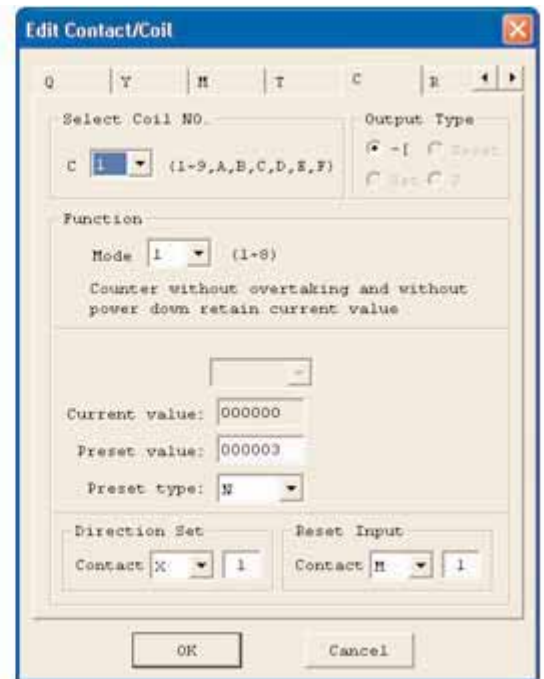 Edit Contact/Coil
Q Y M T C R
Select Coil NO.
Output Type
C 1 (1~9,A,B,C,D,E,F)
-[ Reset
Set P
Function
Mode 1 (1~8)
Counter without overtaking and without
power down retain current value
Current value: 000000
Preset value: 000003
Preset type: N
Direction Set
Reset Input
Contact X 1
Contact M 1
OK Cancel